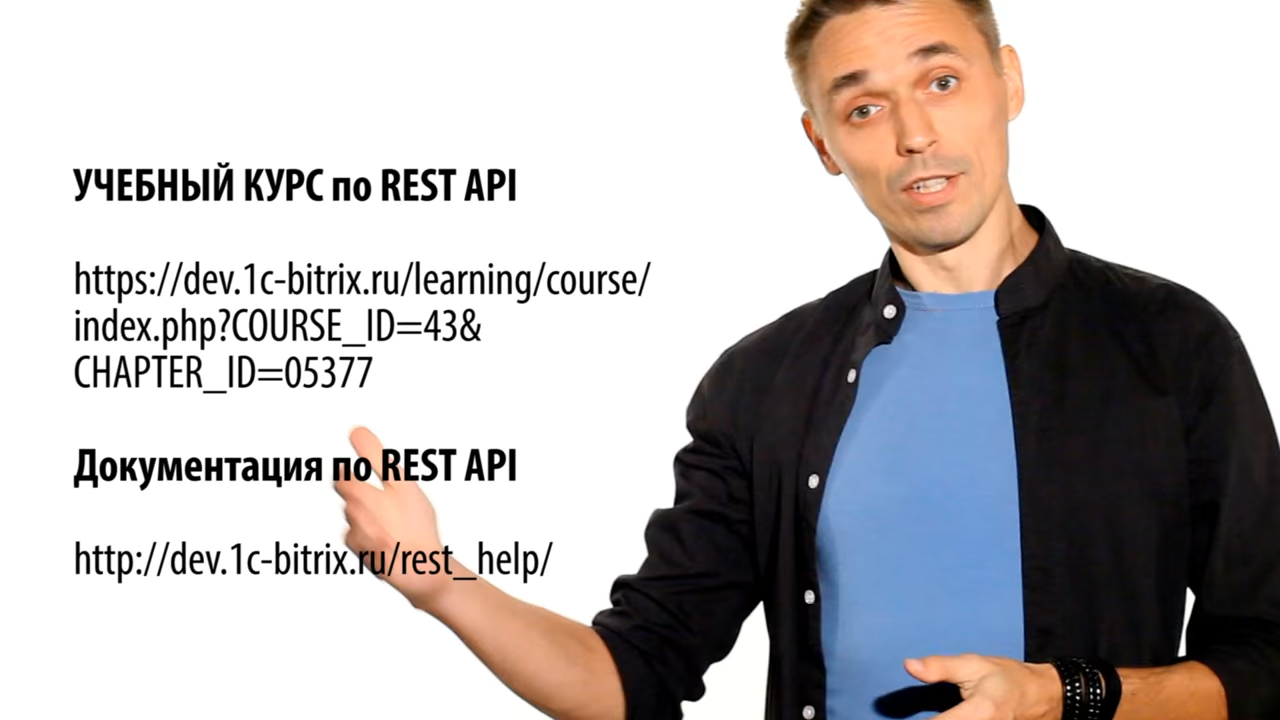 УЧЕБНЫЙ КУРС по REST API
https://dev.1c-bitrix.ru/learning/course/
index.php?COURSE_ID=43&
CHAPTER_ID=05377
Документация по REST API
http://dev.1c-bitrix.ru/rest_help/